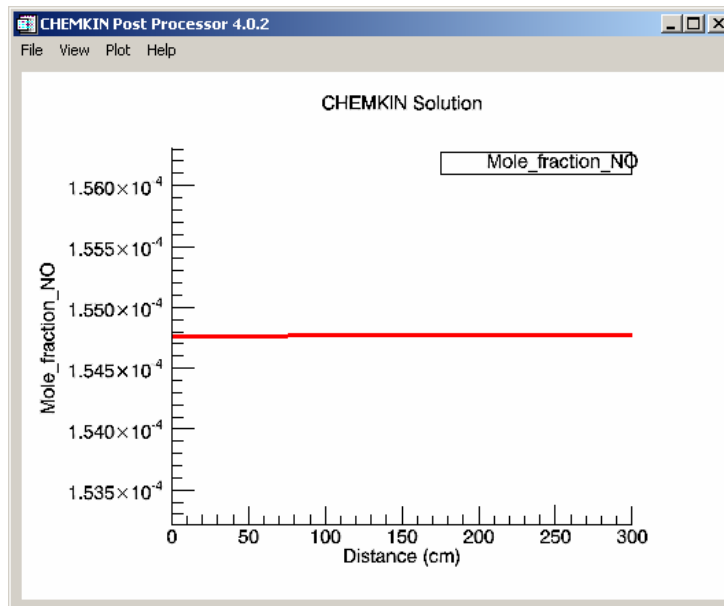 CHEMKIN Post Processor 4.0.2
File View Plot Help
CHEMKIN Solution
Mole_fraction_NO
1.560×10⁻⁴
1.555×10⁻⁴
1.550×10⁻⁴
1.545×10⁻⁴
1.540×10⁻⁴
1.535×10⁻⁴
Mole_fraction_NO
0 50 100 150 200 250 300
Distance (cm)